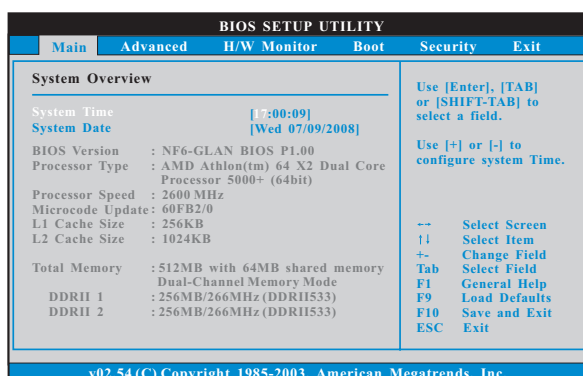 BIOS SETUP UTILITY
Main Advanced H/W Monitor Boot Security Exit
System Overview
System Time [17:00:09]
System Date [Wed 07/09/2008]
BIOS Version : NF6-GLAN BIOS P1.00
Processor Type : AMD Athlon(tm) 64 X2 Dual Core
Processor 5000+ (64bit)
Processor Speed : 2600 MHz
Microcode Update : 60FB2/0
L1 Cache Size : 256KB
L2 Cache Size : 1024KB
Total Memory : 512MB with 64MB shared memory
Dual-Channel Memory Mode
DDRII 1 : 256MB/266MHz (DDRII533)
DDRII 2 : 256MB/266MHz (DDRII533)
Use [Enter], [TAB]
or [SHIFT-TAB] to
select a field.
Use [+] or [-] to
configure system Time.
←→ Select Screen
↑↓ Select Item
+- Change Field
Tab Select Field
F1 General Help
F9 Load Defaults
F10 Save and Exit
ESC Exit
v02.54 (C) Copyright 1985-2003, American Megatrends, Inc.